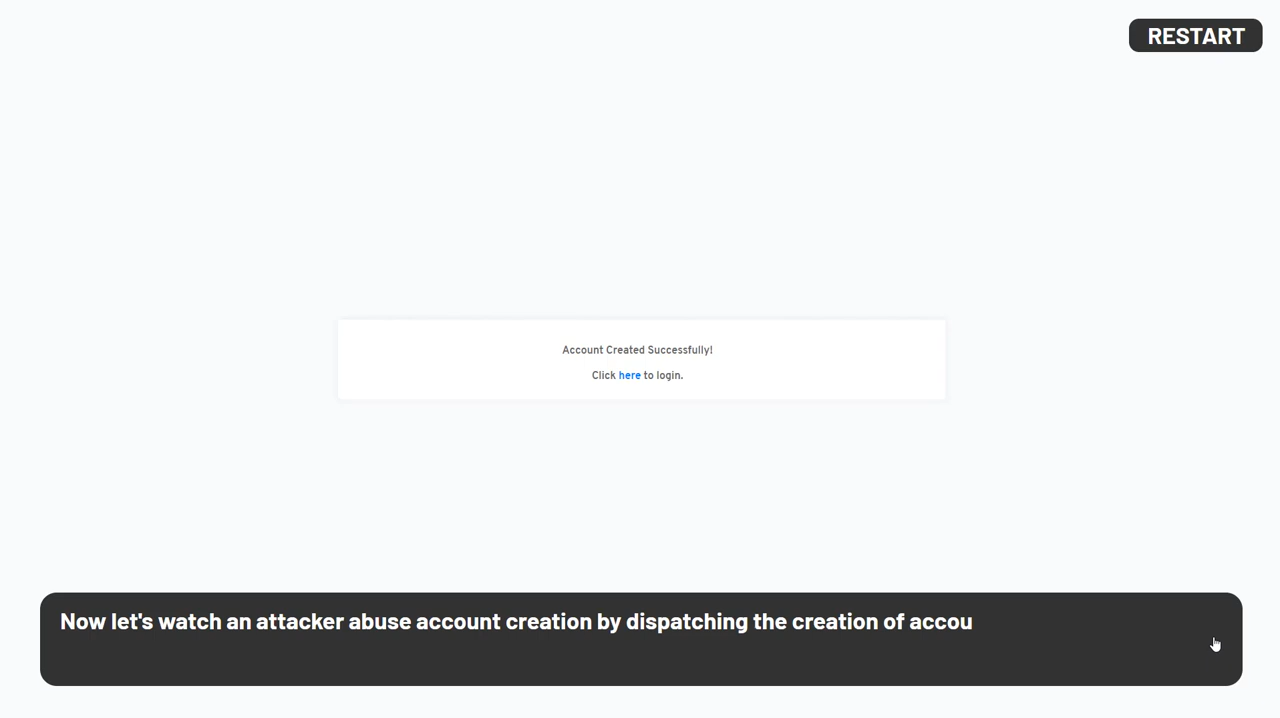 RESTART
Account Created Successfully!
Click here to login.
Now let's watch an attacker abuse account creation by dispatching the creation of accou